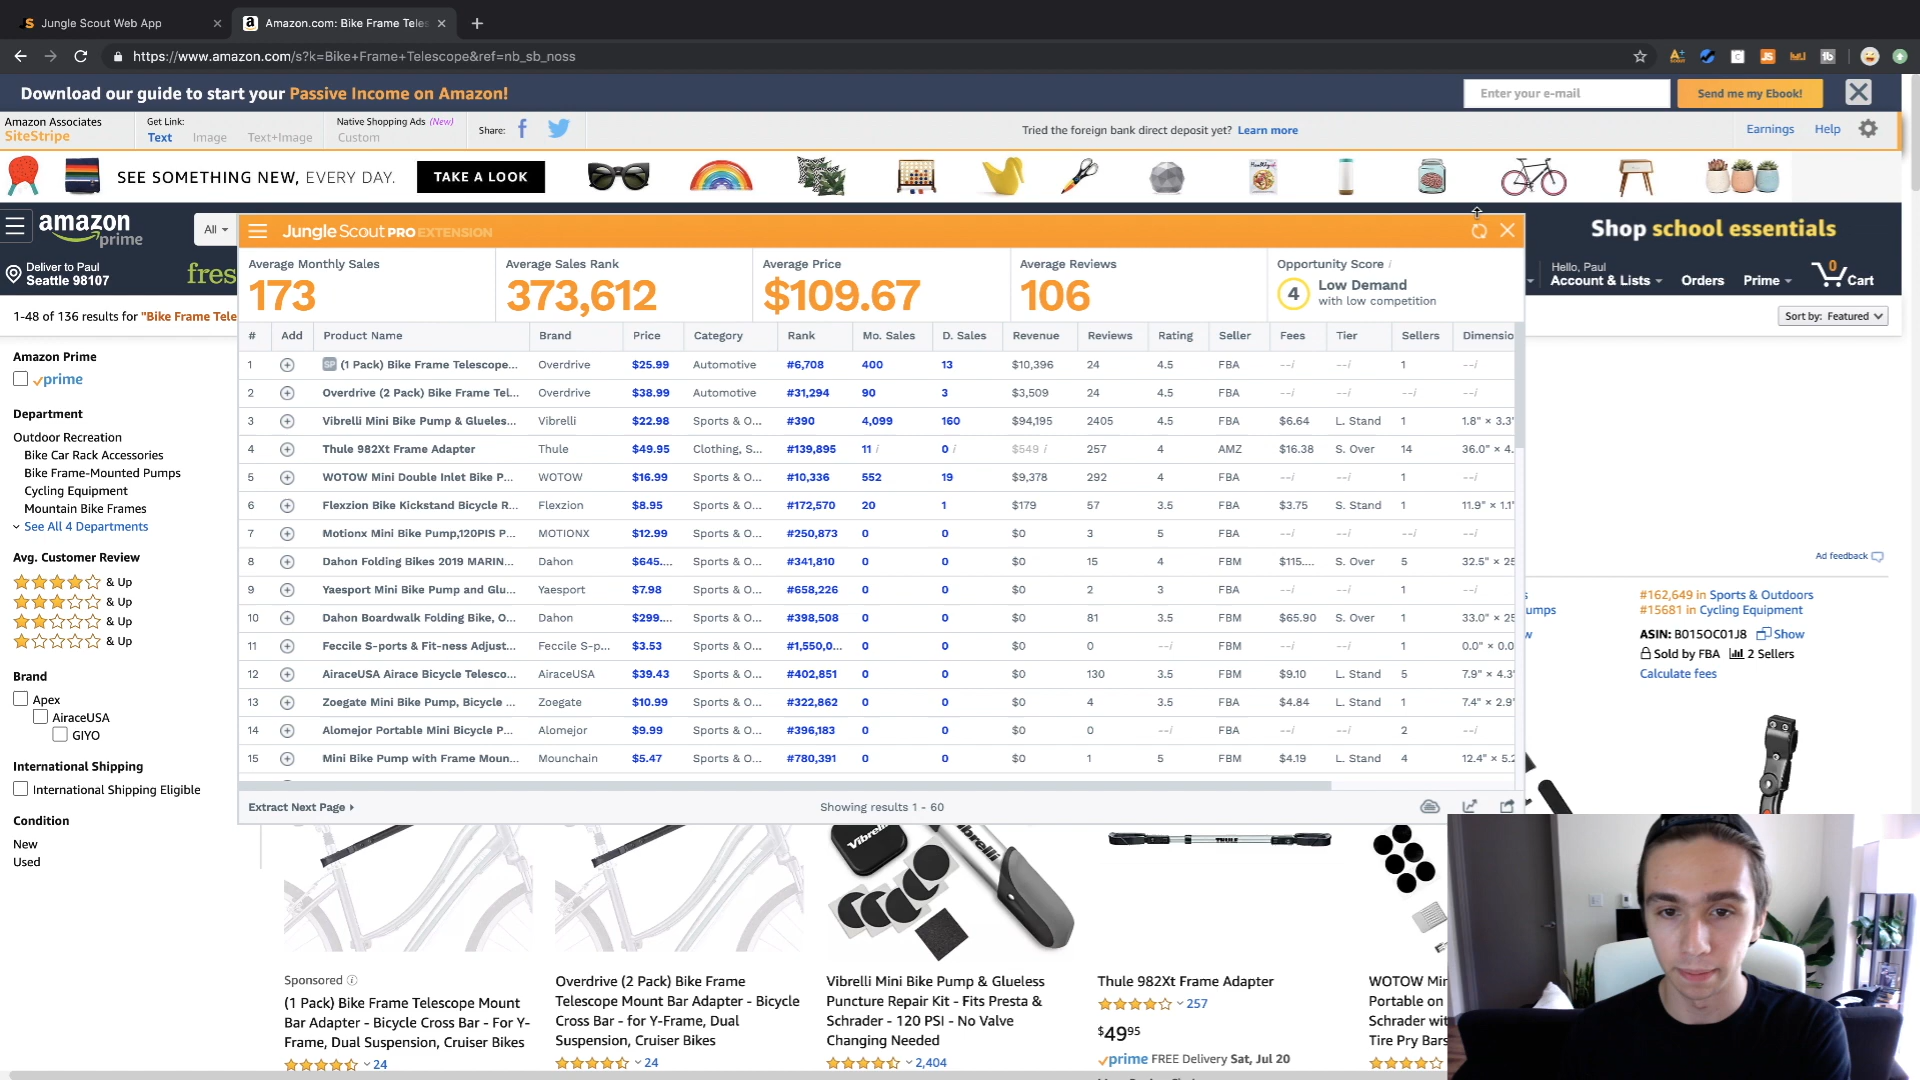 Jungle Scout Web App
Amazon.com: Bike Frame Teles
https://www.amazon.com/s?k=Bike+Frame+Telescope&ref=nb_sb_noss
Download our guide to start your Passive Income on Amazon!
Enter your e-mail
Send me my Ebook!
Amazon Associates
SiteStripe
Get Link:
Text Image Text+Image
Native Shopping Ads (New)
Custom
Share:
Tried the foreign bank direct deposit yet? Learn more
Earnings Help
SEE SOMETHING NEW, EVERY DAY.
TAKE A LOOK
amazon
prime
All
Deliver to Paul
Seattle 98107
fres
Shop school essentials
Hello, Paul
Account & Lists
Orders
Prime
0
Cart
Jungle Scout PRO EXTENSION
Average Monthly Sales
173
Average Sales Rank
373,612
Average Price
$109.67
Average Reviews
106
Opportunity Score i
4
Low Demand
with low competition
1-48 of 136 results for "Bike Frame Tele
Sort by: Featured
# Add Product Name Brand Price Category Rank Mo. Sales D. Sales Revenue Reviews Rating Seller Fees Tier Sellers Dimensio
1 SP (1 Pack) Bike Frame Telescope... Overdrive $25.99 Automotive #6,708 400 13 $10,396 24 4.5 FBA --i --i 1 --i
2 Overdrive (2 Pack) Bike Frame Tel... Overdrive $38.99 Automotive #31,294 90 3 $3,509 24 4.5 FBA --i --i 1 --i
3 Vibrelli Mini Bike Pump & Glueles... Vibrelli $22.98 Sports & O... #390 4,099 160 $94,195 2405 4.5 FBA $6.64 L. Stand 1 1.8" × 3.3"
4 Thule 982Xt Frame Adapter Thule $49.95 Clothing, S... #139,895 11 i 0 i $549 i 257 4 AMZ $16.38 S. Over 14 36.0" × 4.
5 WOTOW Mini Double Inlet Bike P... WOTOW $16.99 Sports & O... #10,336 552 19 $9,378 292 4 FBA --i --i 1 --i
6 Flexzion Bike Kickstand Bicycle R... Flexzion $8.95 Sports & O... #172,570 20 1 $179 57 3.5 FBA $3.75 S. Stand 1 11.9" × 1.1"
7 Motionx Mini Bike Pump,120PIS P... MOTIONX $12.99 Sports & O... #250,873 0 0 $0 3 5 FBA --i --i --i --i
8 Dahon Folding Bikes 2019 MARIN... Dahon $645.... Sports & O... #341,810 0 0 $0 15 4 FBM $115.... S. Over 5 32.5" × 25
9 Yaesport Mini Bike Pump and Glu... Yaesport $7.98 Sports & O... #658,226 0 0 $0 2 3 FBA --i --i 1 --i
10 Dahon Boardwalk Folding Bike, O... Dahon $299.... Sports & O... #398,508 0 0 $0 81 3.5 FBM $65.90 S. Over 1 33.0" × 25
11 Feccile S-ports & Fit-ness Adjust... Feccile S-p... $3.53 Sports & O... #1,550,0... 0 0 $0 0 --i FBM --i --i 1 0.0" × 0.0
12 AiraceUSA Airace Bicycle Telesco... AiraceUSA $39.43 Sports & O... #402,851 0 0 $0 130 3.5 FBM $9.10 L. Stand 5 7.9" × 4.3"
13 Zoegate Mini Bike Pump, Bicycle ... Zoegate $10.99 Sports & O... #322,862 0 0 $0 4 3.5 FBA $4.84 L. Stand 1 7.4" × 2.9"
14 Alomejor Portable Mini Bicycle P... Alomejor $9.99 Sports & O... #396,183 0 0 $0 0 --i FBA --i --i 2 --i
15 Mini Bike Pump with Frame Moun... Mounchain $5.47 Sports & O... #780,391 0 0 $0 1 5 FBM $4.19 L. Stand 4 12.4" × 5.2
Extract Next Page
Showing results 1 - 60
Amazon Prime
prime
Department
Outdoor Recreation
Bike Car Rack Accessories
Bike Frame-Mounted Pumps
Cycling Equipment
Mountain Bike Frames
See All 4 Departments
Avg. Customer Review
& Up
& Up
& Up
& Up
Brand
Apex
AiraceUSA
GIYO
International Shipping
International Shipping Eligible
Condition
New
Used
Ad feedback
s
umps
w
#162,649 in Sports & Outdoors
#15681 in Cycling Equipment
ASIN: B015OC01J8 Show
Sold by FBA 2 Sellers
Calculate fees
Vibrelli
Vibrelli
THULE
Sponsored
(1 Pack) Bike Frame Telescope Mount
Bar Adapter - Bicycle Cross Bar - For Y-
Frame, Dual Suspension, Cruiser Bikes
24
Overdrive (2 Pack) Bike Frame
Telescope Mount Bar Adapter - Bicycle
Cross Bar - for Y-Frame, Dual
Suspension, Cruiser Bikes
24
Vibrelli Mini Bike Pump & Glueless
Puncture Repair Kit - Fits Presta &
Schrader - 120 PSI - No Valve
Changing Needed
2,404
Thule 982Xt Frame Adapter
257
$49 95
prime FREE Delivery Sat, Jul 20
WOTOW Mir
Portable on
Schrader wit
Tire Pry Bars